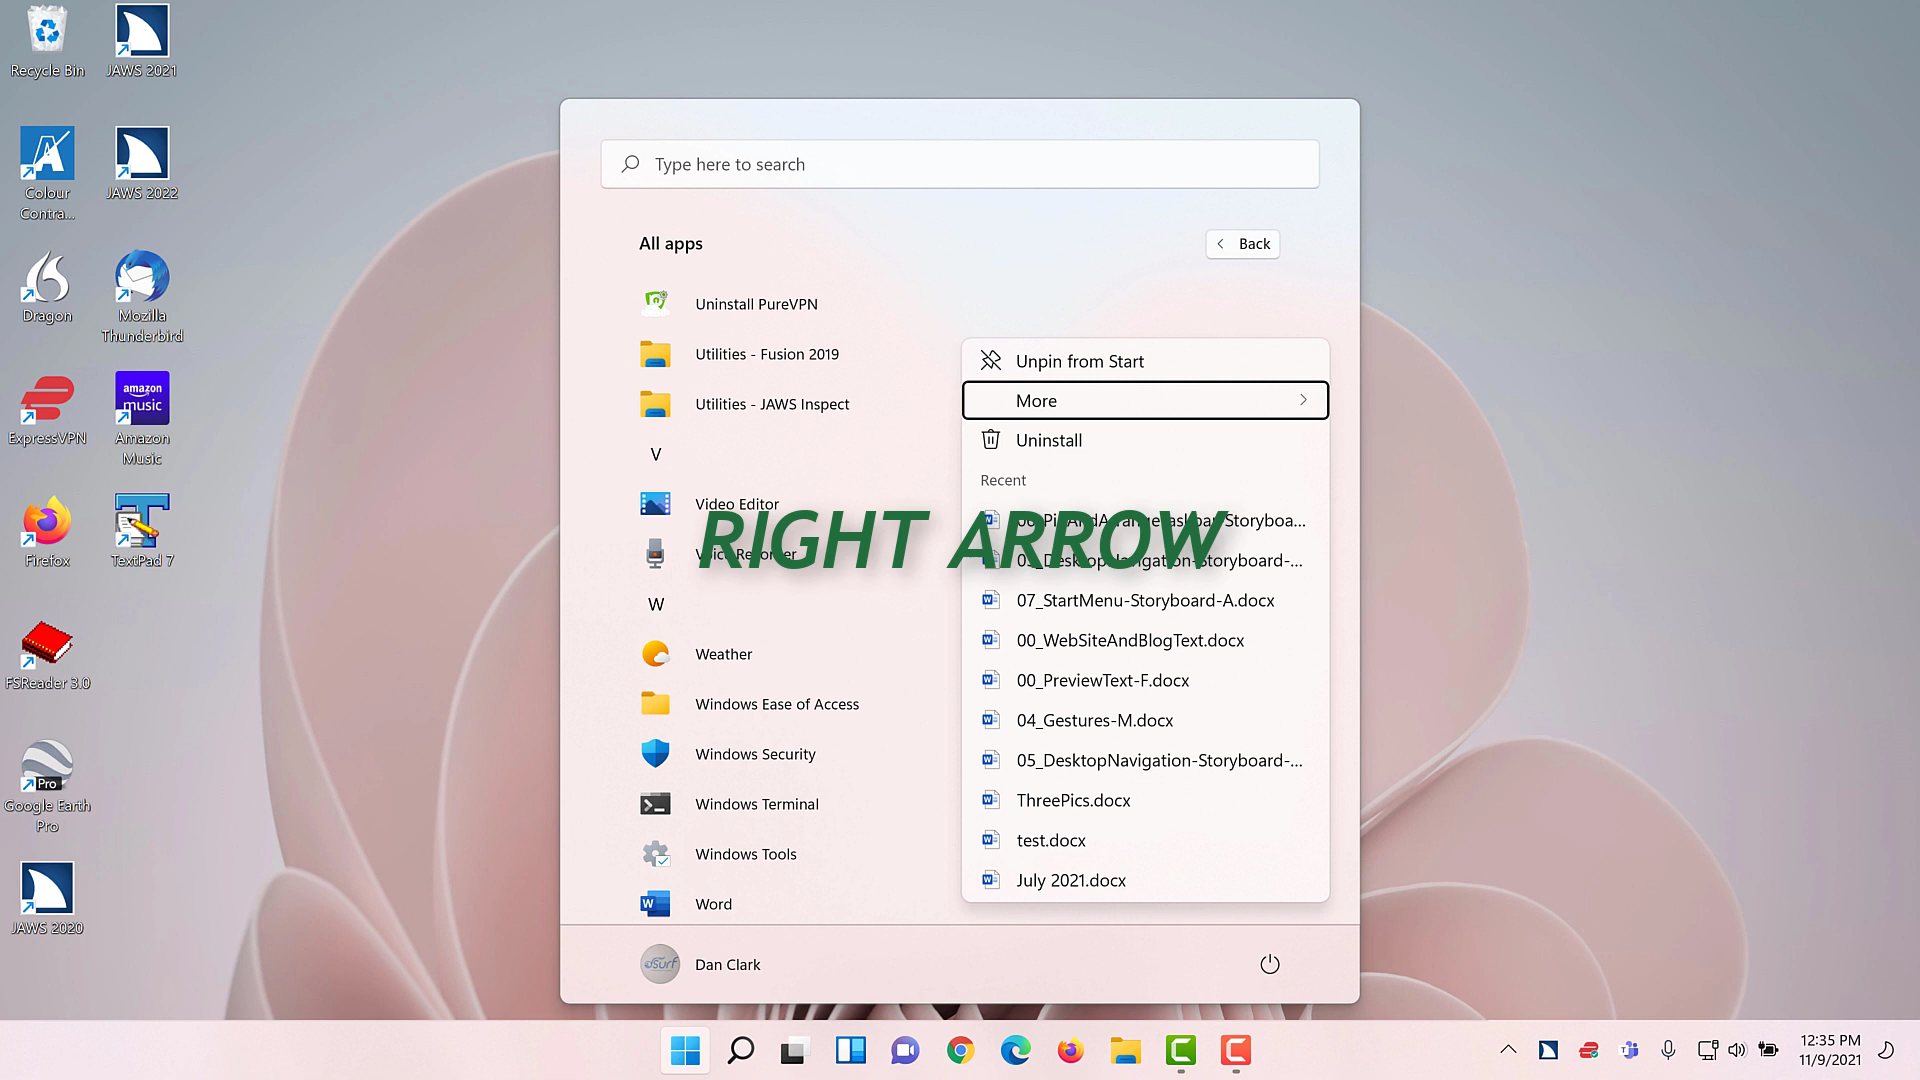 Recycle Bin
JAWS 2021
Colour
Contra...
JAWS 2022
Dragon
Mozilla
Thunderbird
ExpressVPN
amazon
music
Amazon
Music
Firefox
TextPad 7
FSReader 3.0
Pro
Google Earth
Pro
JAWS 2020
Type here to search
All apps
Back
Uninstall PureVPN
Utilities - Fusion 2019
Utilities - JAWS Inspect
V
Video Editor
Voice Recorder
W
Weather
Windows Ease of Access
Windows Security
Windows Terminal
Windows Tools
Word
Unpin from Start
More
Uninstall
Recent
RIGHT ARROW
07_StartMenu-Storyboard-A.docx
00_WebSiteAndBlogText.docx
00_PreviewText-F.docx
04_Gestures-M.docx
05_DesktopNavigation-Storyboard-...
ThreePics.docx
test.docx
July 2021.docx
dSurf
Dan Clark
12:35 PM
11/9/2021